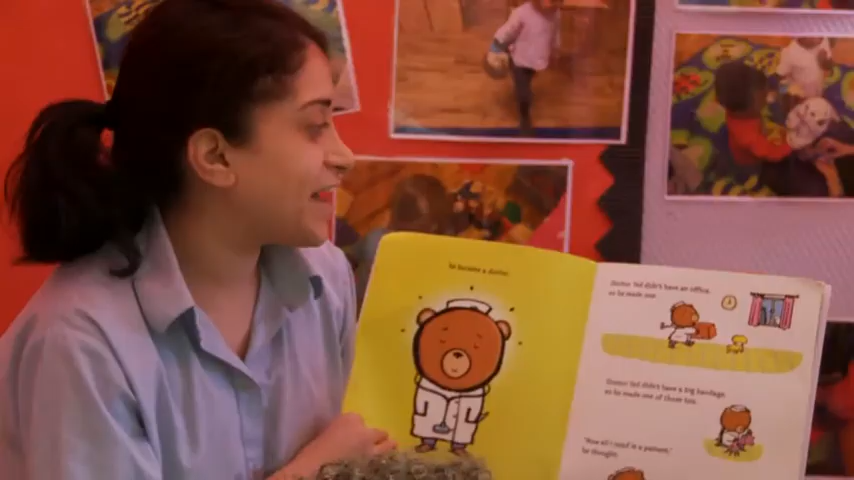 So became a doctor.
Doctor Ted didn't have an office,
so he made one
Doctor Ted didn't have a big bandage,
so he made one of those too.
"Now all I need is a patient,"
he thought.